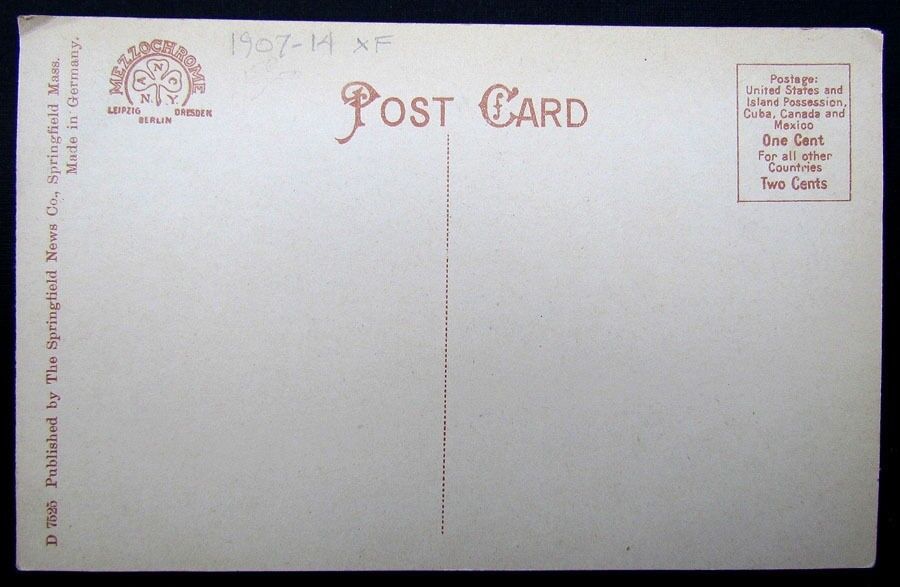 1907-14 XF
MEZZOCHROME
A N C
N. Y.
LEIPZIG DRESDEN
BERLIN
POST CARD
Postage:
United States and
Island Possession,
Cuba, Canada and
Mexico
One Cent
For all other
Countries
Two Cents
D 7525 Published by The Springfield News Co., Springfield Mass.
Made in Germany.